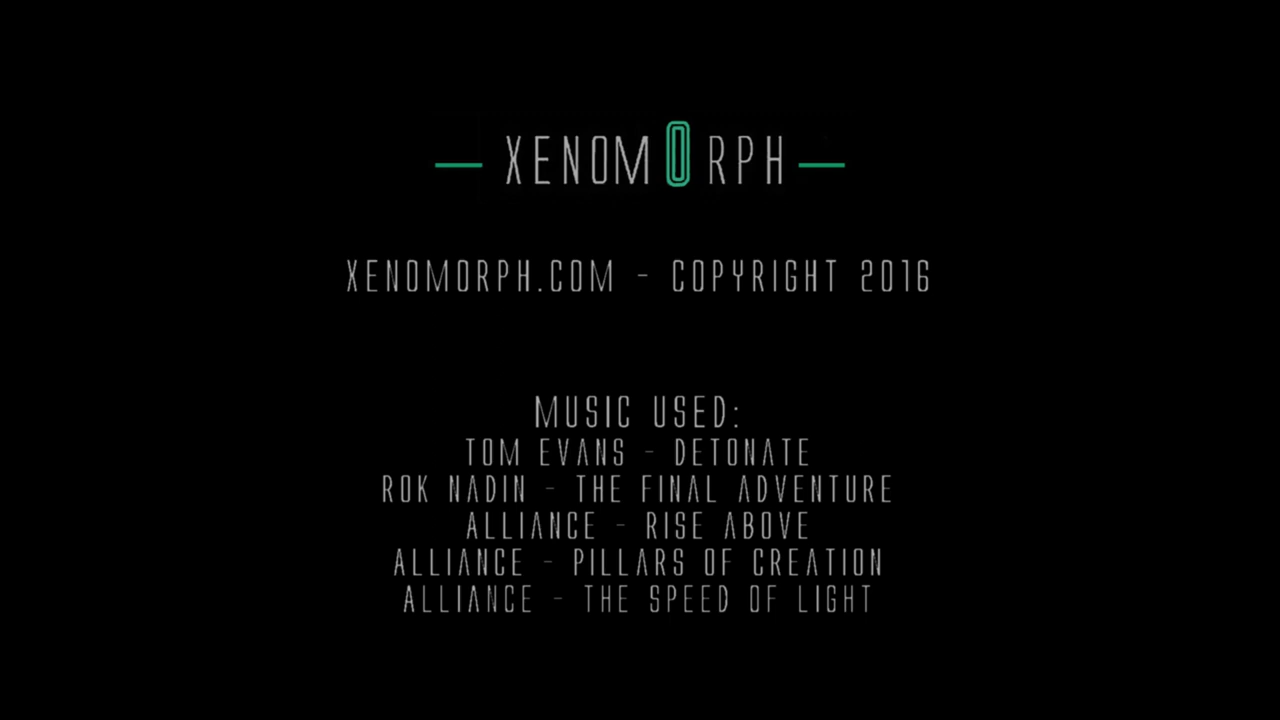 XENOMORPH
XENOMORPH.COM - COPYRIGHT 2016
MUSIC USED:
TOM EVANS - DETONATE
ROK NADIN - THE FINAL ADVENTURE
ALLIANCE - RISE ABOVE
ALLIANCE - PILLARS OF CREATION
ALLIANCE - THE SPEED OF LIGHT